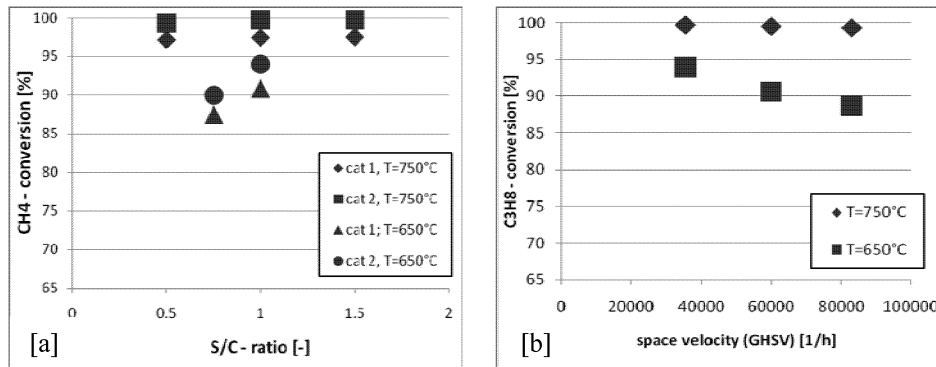 CH4 - conversion [%]
100
95
90
85
80
75
70
65
0
0.5
1
1.5
2
S/C - ratio [-]
cat 1, T=750°C
cat 2, T=750°C
cat 1; T=650°C
cat 2, T=650°C
[a]
C3H8 - conversion [%]
100
95
90
85
80
75
70
65
0
20000
40000
60000
80000
100000
space velocity (GHSV) [1/h]
T=750°C
T=650°C
[b]